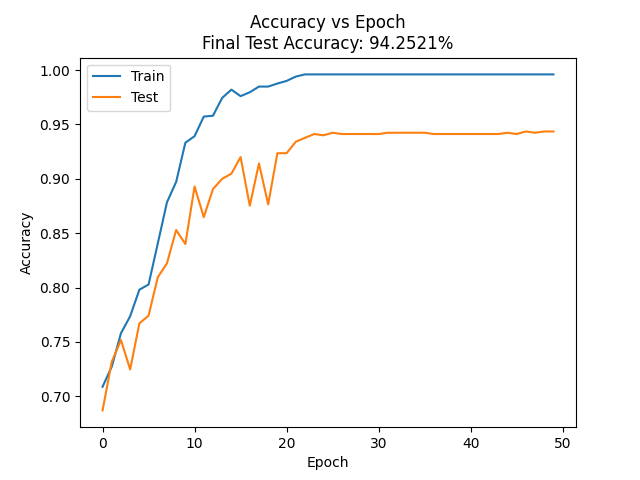 Accuracy vs Epoch
Final Test Accuracy: 94.2521%
Train
Test
1.00
0.95
0.90
0.85
0.80
0.75
0.70
Accuracy
0
10
20
30
40
50
Epoch